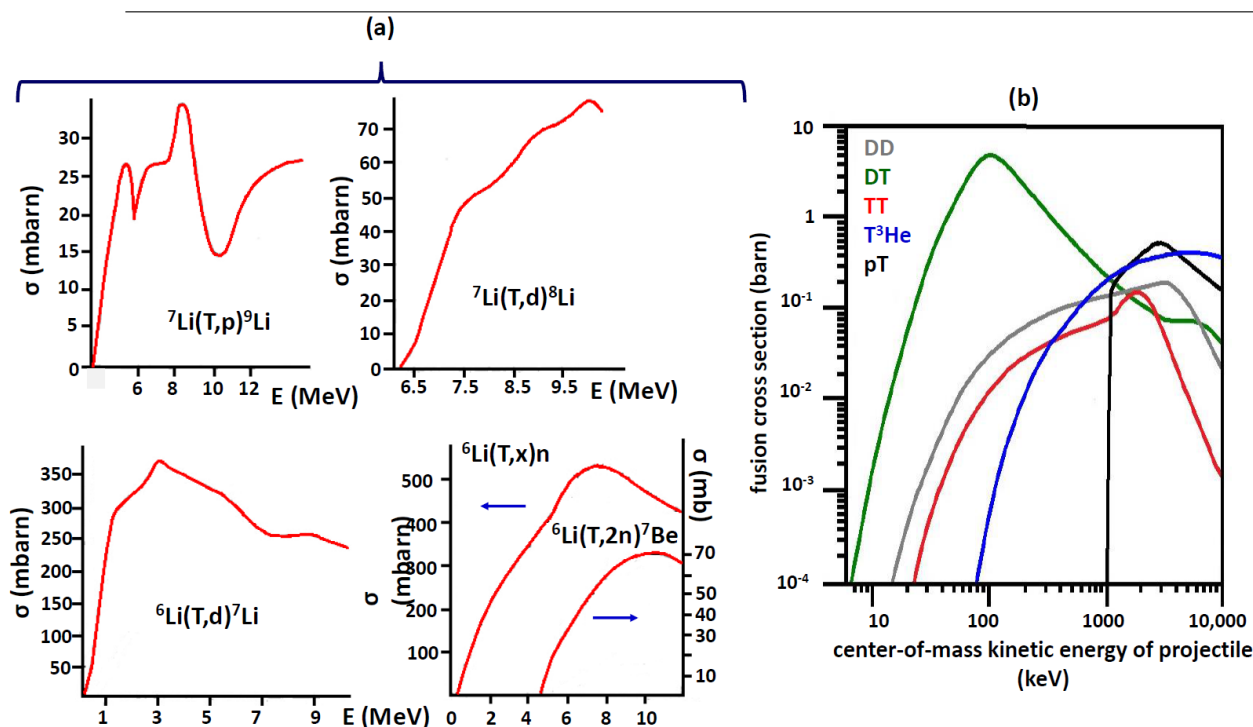 (a)
σ (mbarn)
30
25
20
15
10
5
0
6 8 10 12
E (MeV)
⁷Li(T,p)⁹Li
σ (mbarn)
70
60
50
40
30
20
10
0
6.5 7.5 8.5 9.5
E (MeV)
⁷Li(T,d)⁸Li
σ (mbarn)
350
300
250
200
150
100
50
1 3 5 7 9
E (MeV)
⁶Li(T,d)⁷Li
σ (mbarn)
500
400
300
200
100
0 2 4 6 8 10
⁶Li(T,x)n
⁶Li(T,2n)⁷Be
σ (mb)
70
50
40
30
10
(b)
fusion cross section (barn)
10
1
10⁻¹
10⁻²
10⁻³
10⁻⁴
DD
DT
TT
T³He
pT
10 100 1000 10,000
center-of-mass kinetic energy of projectile
(keV)